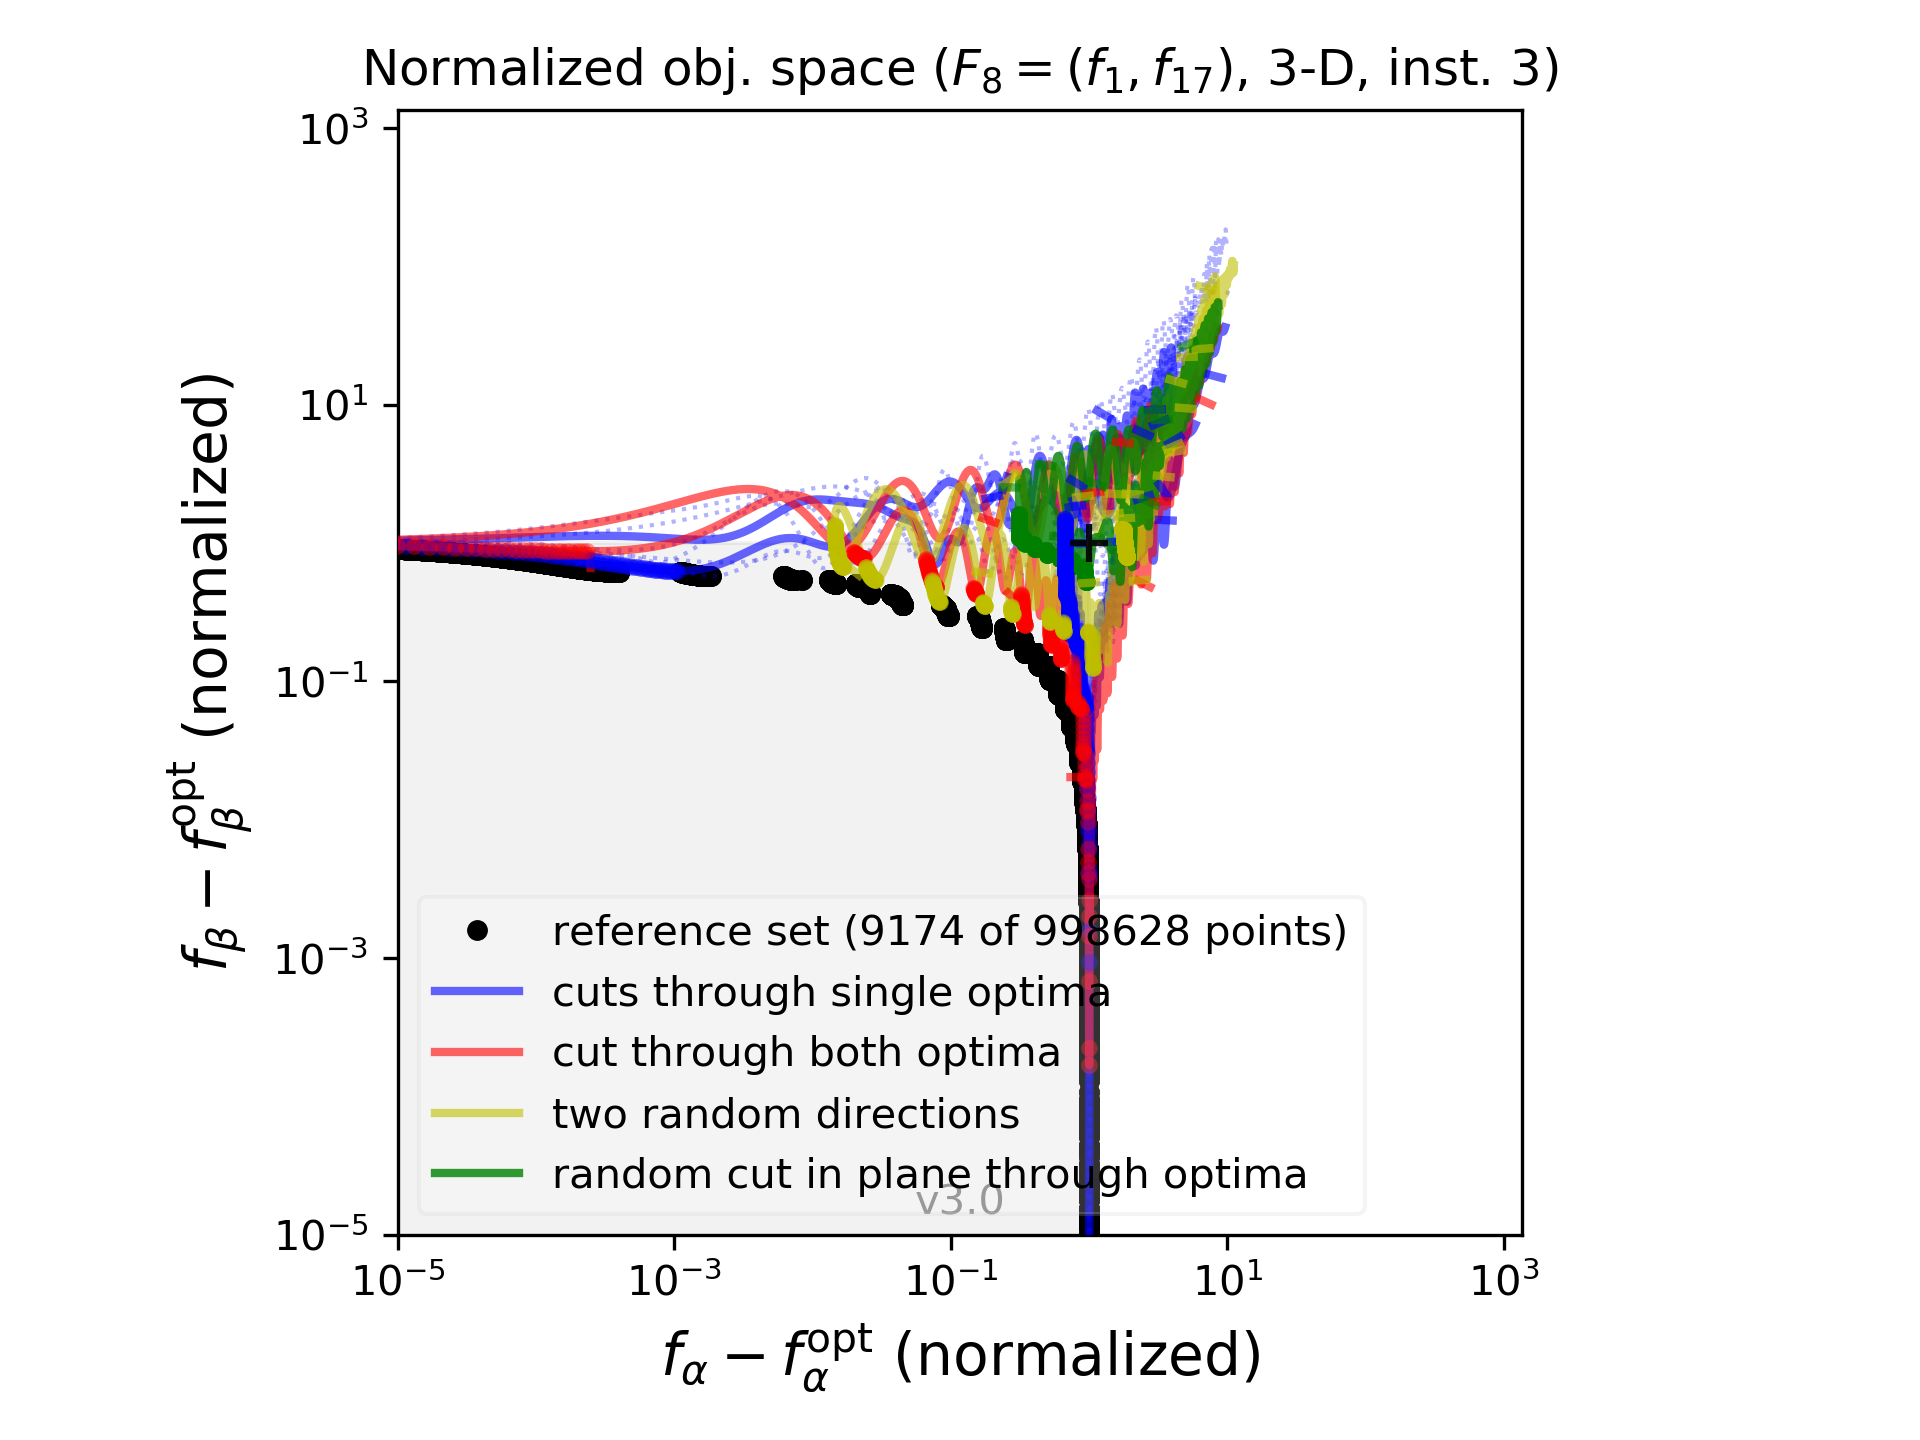 Normalized obj. space (F₈ = (f₁, f₁₇), 3-D, inst. 3)
10³
10¹
10⁻¹
10⁻³
10⁻⁵
f_β − f_β^opt (normalized)
reference set (9174 of 998628 points)
cuts through single optima
cut through both optima
two random directions
random cut in plane through optima
v3.0
10⁻⁵ 10⁻³ 10⁻¹ 10¹ 10³
f_α − f_α^opt (normalized)